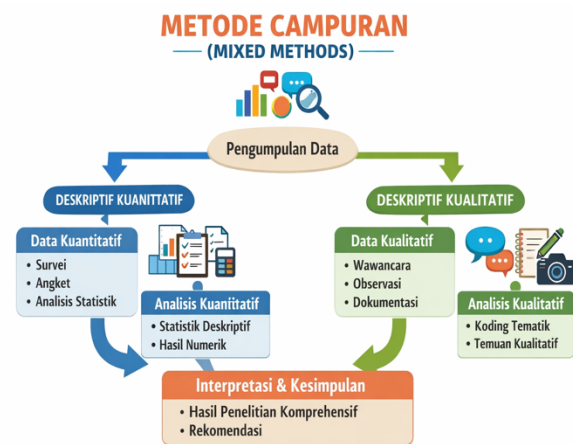 METODE CAMPURAN
(MIXED METHODS)
Pengumpulan Data
DESKRIPTIF KUANITTATIF
Data Kuantitatif
• Survei
• Angket
• Analisis Statistik
Analisis Kuaniitatif
• Statistik Deskriptif
• Hasil Numerik
DESKRIPTIF KUALITATIF
Data Kualitatif
• Wawancara
• Observasi
• Dokumentasi
Analisis Kualitatif
• Koding Tematik
• Temuan Kualitatif
Interpretasi & Kesimpulan
• Hasil Penelitian Komprehensif
• Rekomendasi